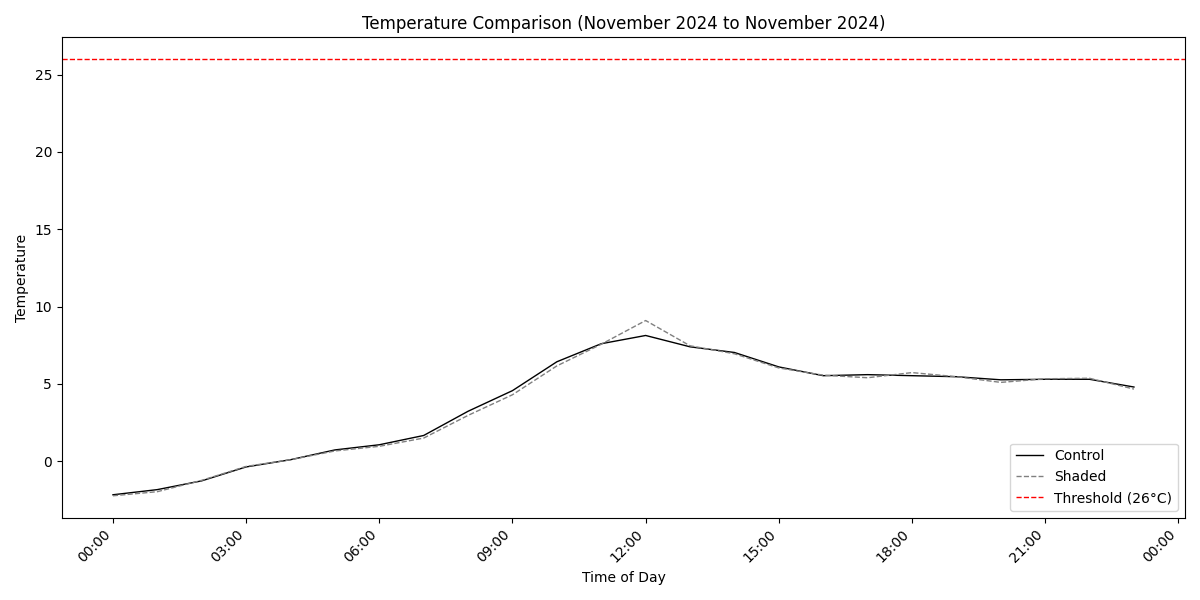 Temperature Comparison (November 2024 to November 2024)
Temperature
25
20
15
10
5
0
Control
Shaded
Threshold (26°C)
00:00
03:00
06:00
09:00
12:00
15:00
18:00
21:00
00:00
Time of Day